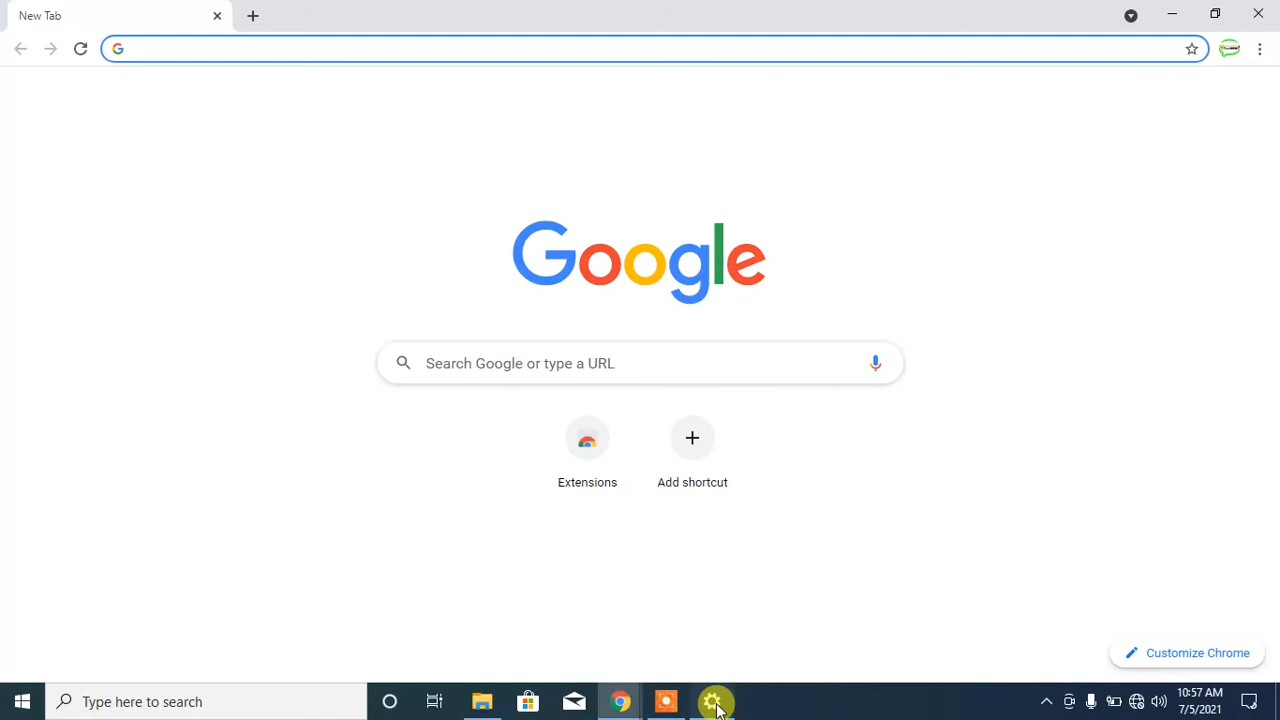 New Tab
Google
Search Google or type a URL
Extensions
Add shortcut
Customize Chrome
Type here to search
10:57 AM
7/5/2021